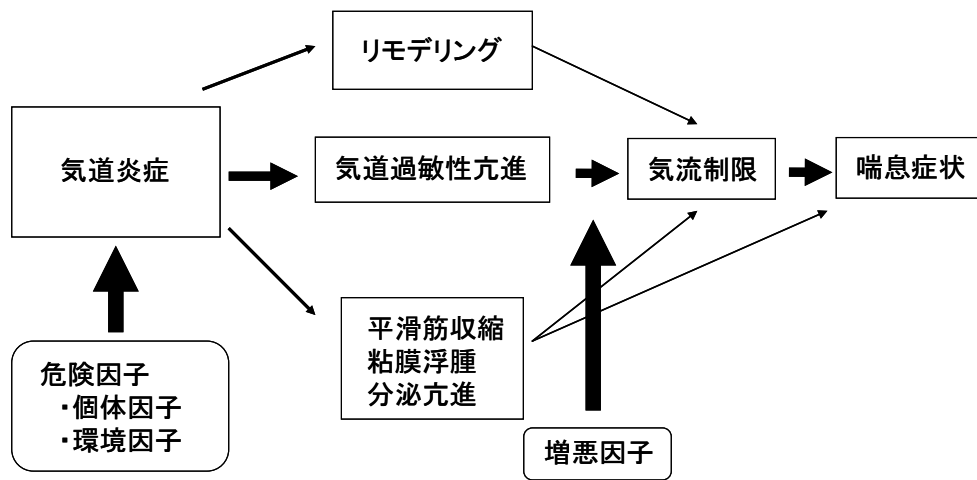 リモデリング
気道炎症
気道過敏性亢進
気流制限
喘息症状
平滑筋収縮
粘膜浮腫
分泌亢進
危険因子
・個体因子
・環境因子
増悪因子